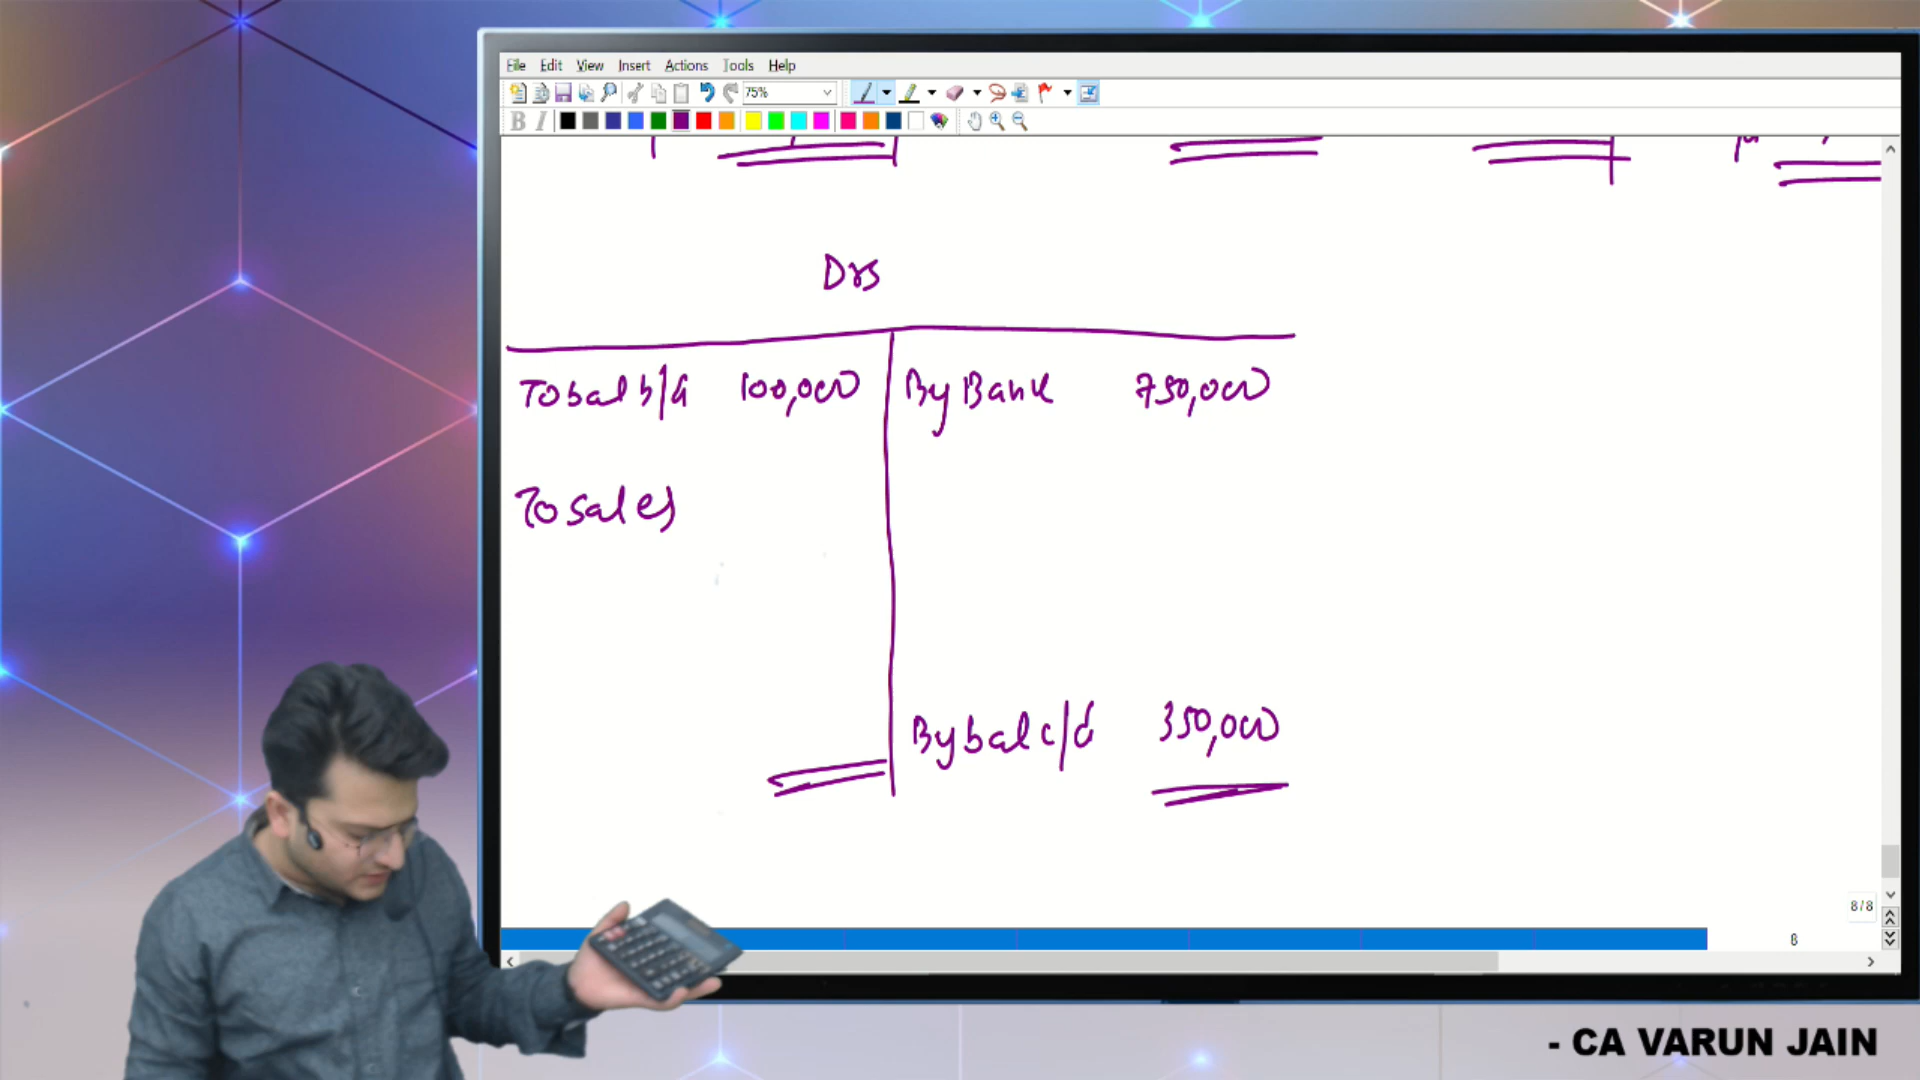 File Edit View Insert Actions Tools Help
75%
B I
Drs
To bal b/d 100,000 By Bank 750,000
To sales
By bal c/d 350,000
8/8
8
- CA VARUN JAIN